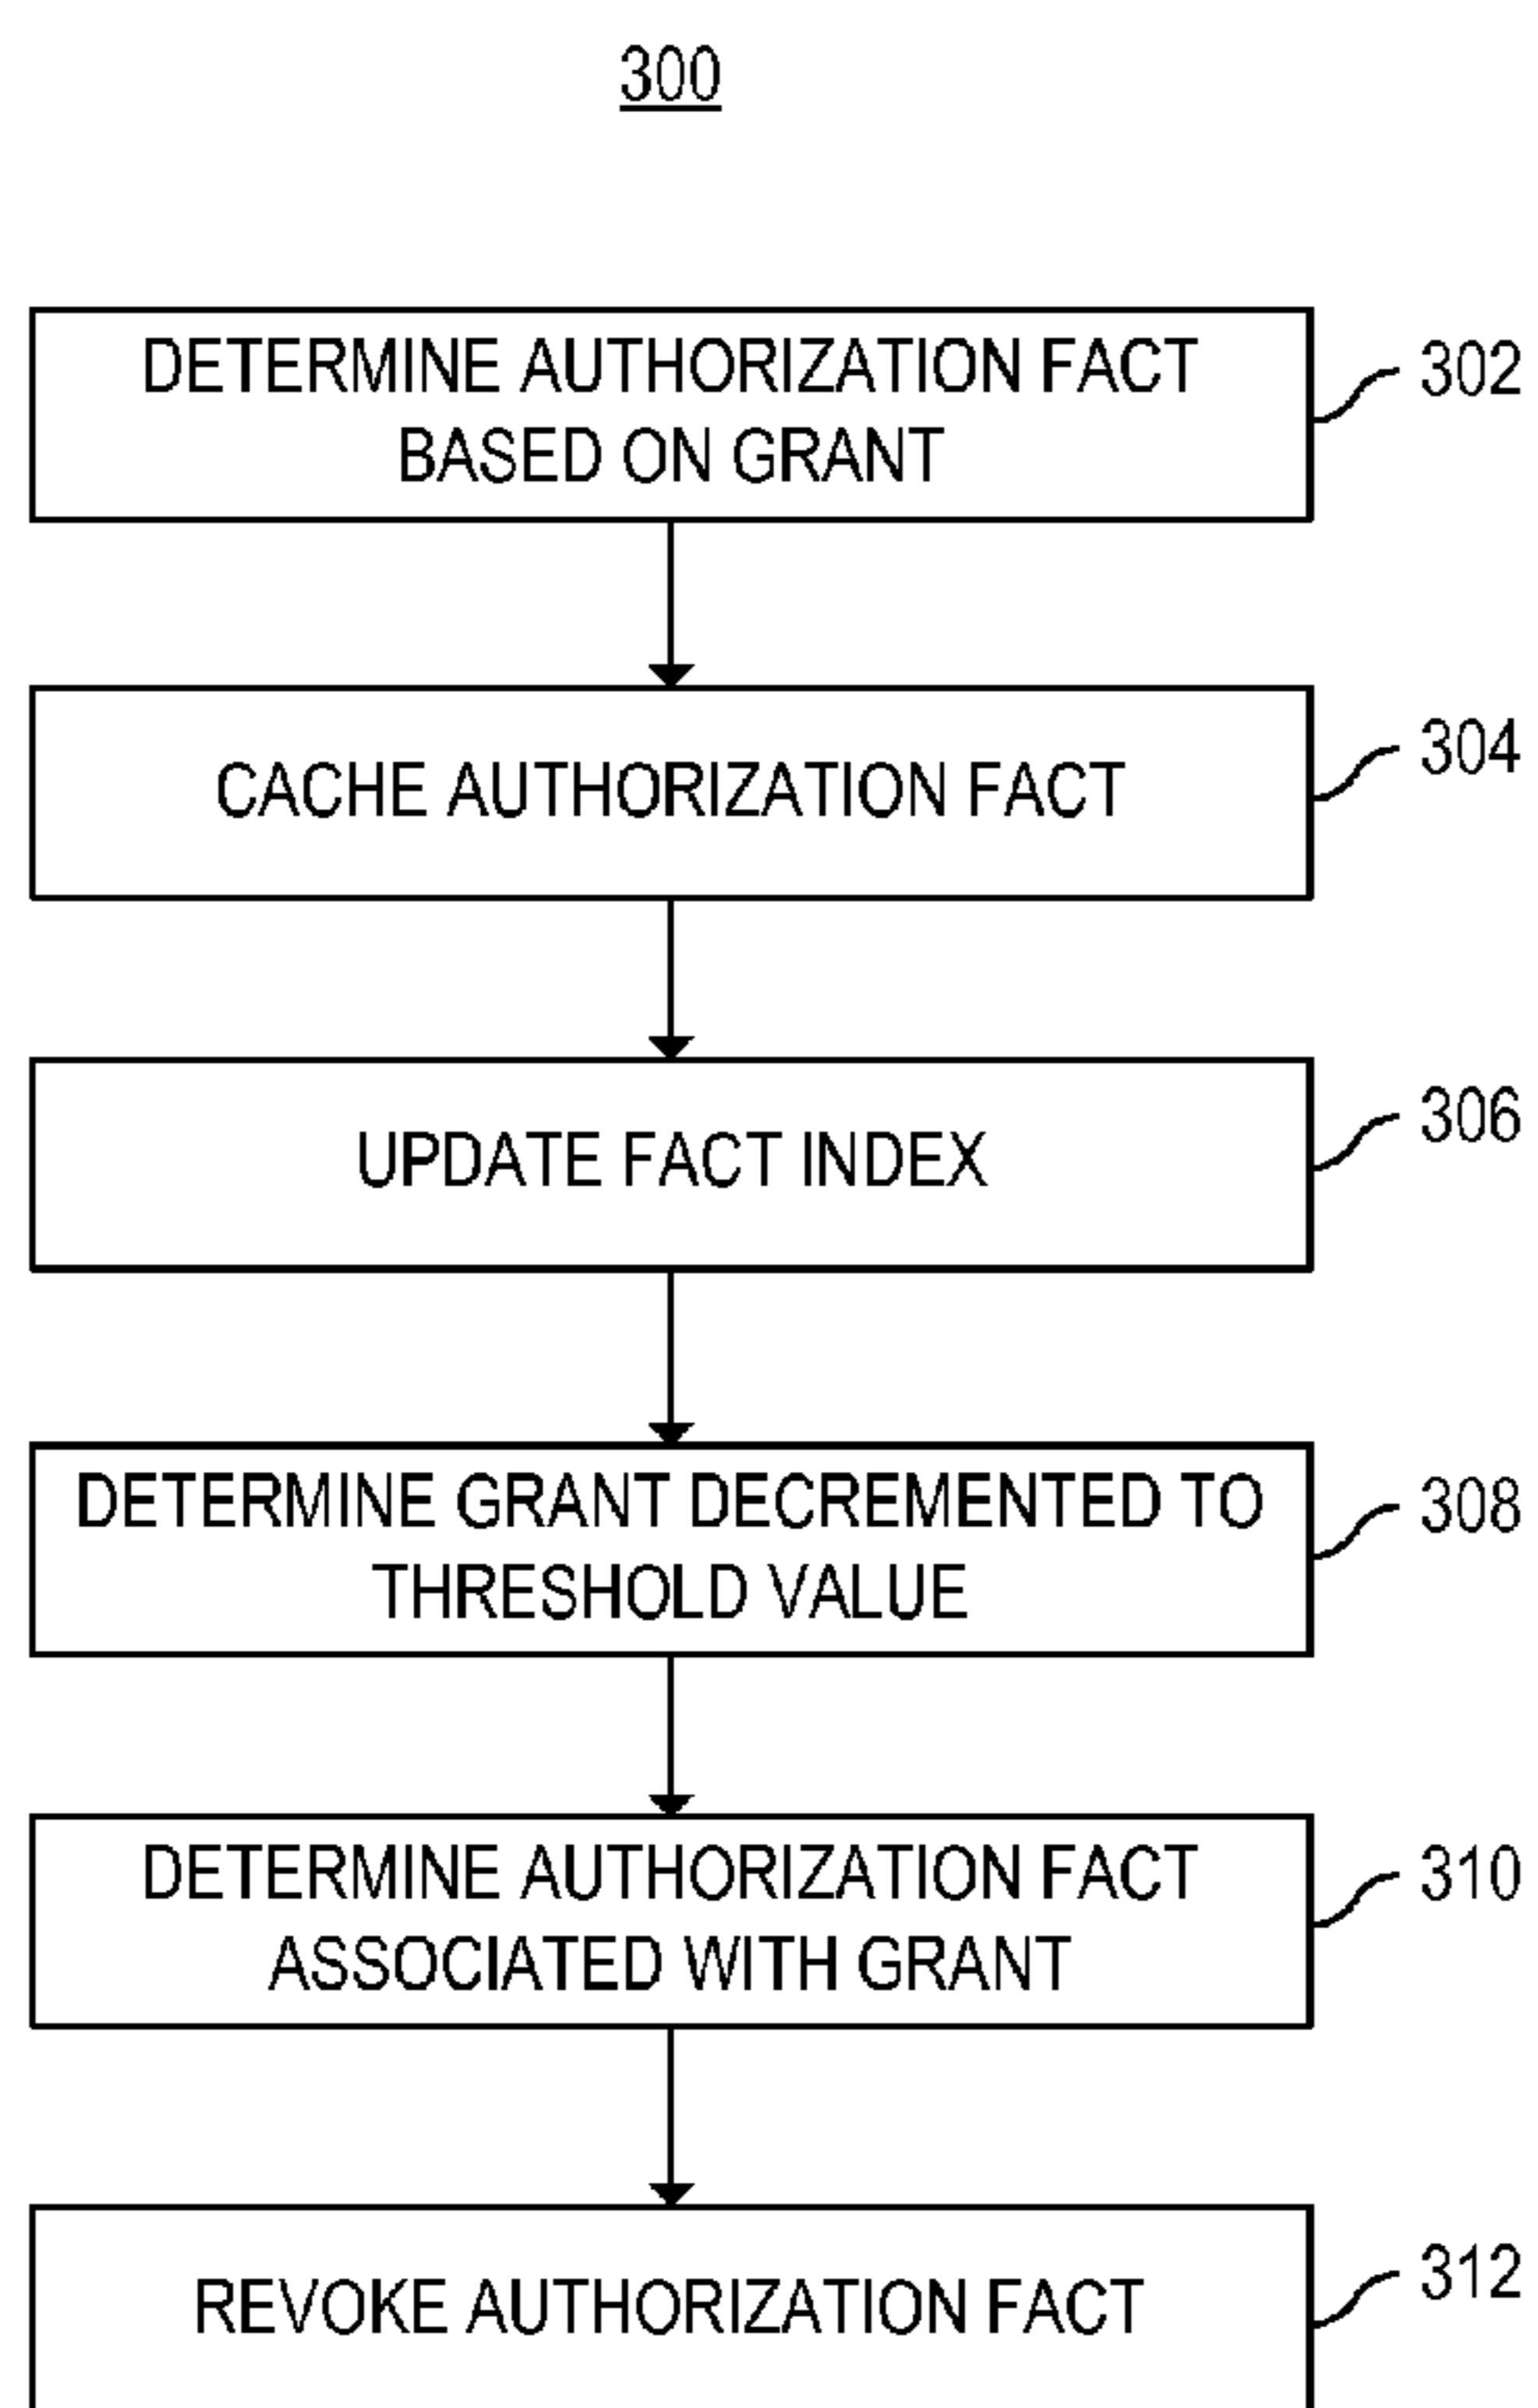 300
DETERMINE AUTHORIZATION FACT
BASED ON GRANT
302
CACHE AUTHORIZATION FACT
304
UPDATE FACT INDEX
306
DETERMINE GRANT DECREMENTED TO
THRESHOLD VALUE
308
DETERMINE AUTHORIZATION FACT
ASSOCIATED WITH GRANT
310
REVOKE AUTHORIZATION FACT
312